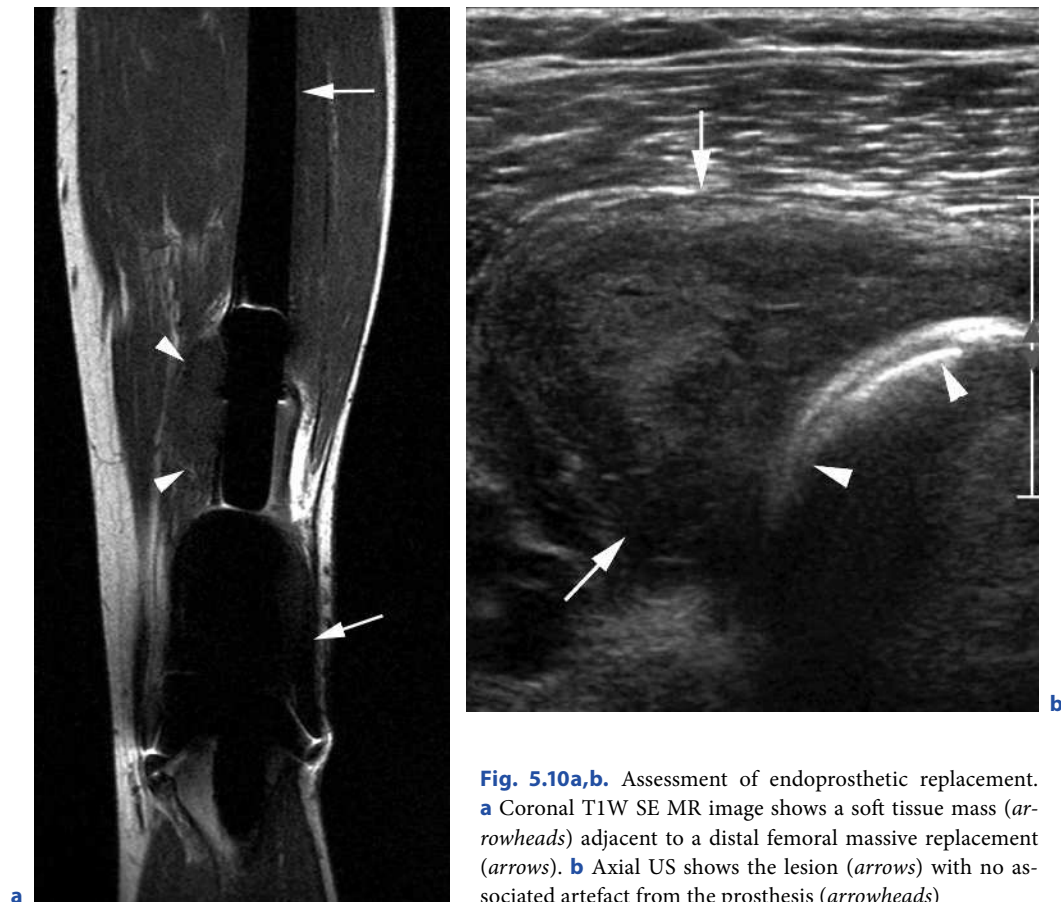 a
b
Fig. 5.10a,b. Assessment of endoprosthetic replacement.
a Coronal T1W SE MR image shows a soft tissue mass (ar-
rowheads) adjacent to a distal femoral massive replacement
(arrows). b Axial US shows the lesion (arrows) with no as-
sociated artefact from the prosthesis (arrowheads)